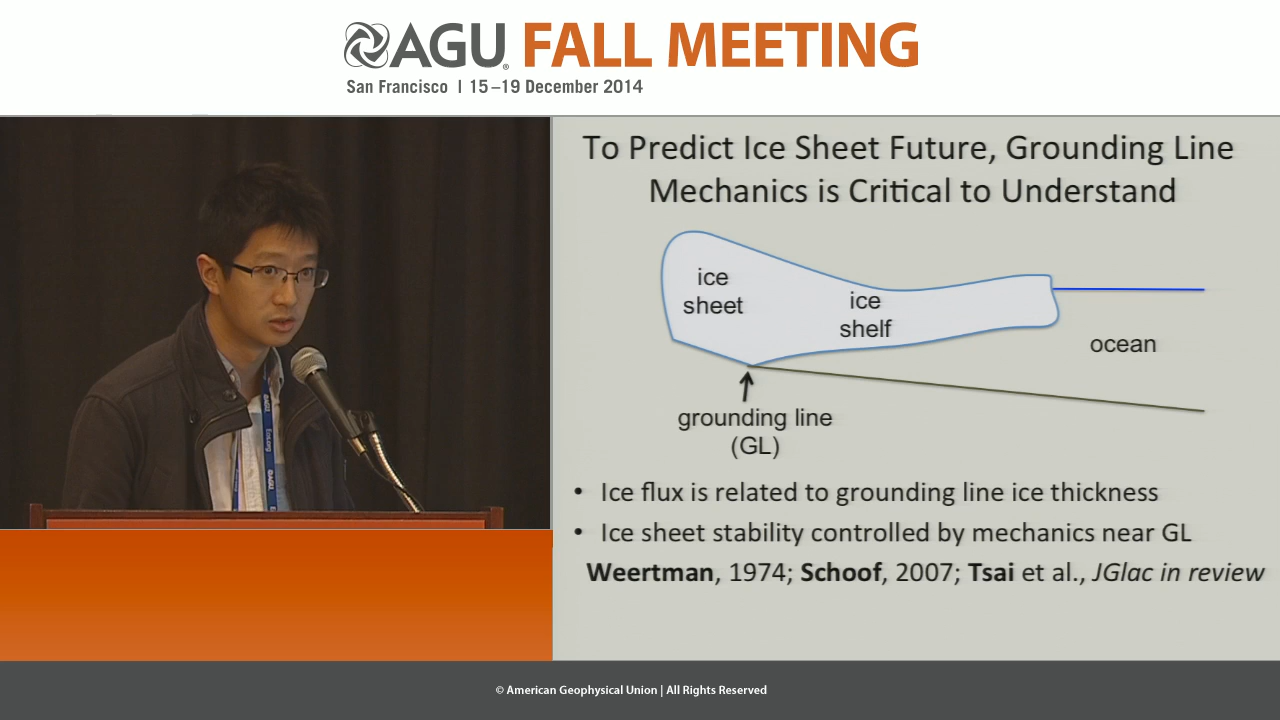 AGU® FALL MEETING
San Francisco | 15–19 December 2014
To Predict Ice Sheet Future, Grounding Line
Mechanics is Critical to Understand
ice
sheet
ice
shelf
ocean
grounding line
(GL)
• Ice flux is related to grounding line ice thickness
• Ice sheet stability controlled by mechanics near GL
Weertman, 1974; Schoof, 2007; Tsai et al., JGlac in review
AGU
AGU
© American Geophysical Union | All Rights Reserved